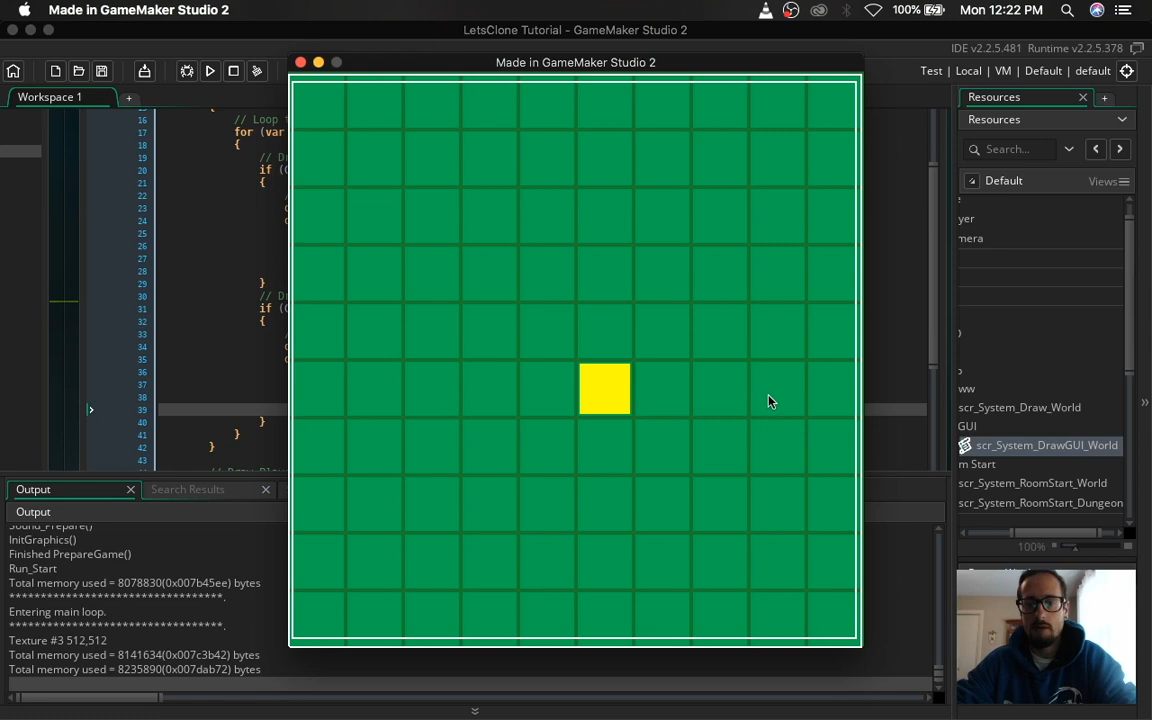 GameMaker Studio 2
100%
Mon 12:22 PM
LetsClone Tutorial - GameMaker Studio 2
IDE v2.2.5.481 Runtime v2.2.5.378
Made in GameMaker Studio 2
Test | Local | VM | Default | default
Workspace 1
Resources
Resources
Search...
Default
Views
16 // Loop
17 for (var
18 {
19
20 if (
21 {
22
23
24
25
26
27
28
29 }
30
31 if (
32 {
33
34
35
36
37
38
39
40 }
41 }
42 }
43
yer
mera
ww
scr_System_Draw_World
GUI
scr_System_DrawGUI_World
m Start
scr_System_RoomStart_World
scr_System_RoomStart_Dungeon
100%
Output
Search Results
Output
Sound_Prepare()
InitGraphics()
Finished PrepareGame()
Run_Start
Total memory used = 8078830(0x007b45ee) bytes
**********************************.
Entering main loop.
**********************************.
Texture #3 512,512
Total memory used = 8141634(0x007c3b42) bytes
Total memory used = 8235890(0x007dab72) bytes